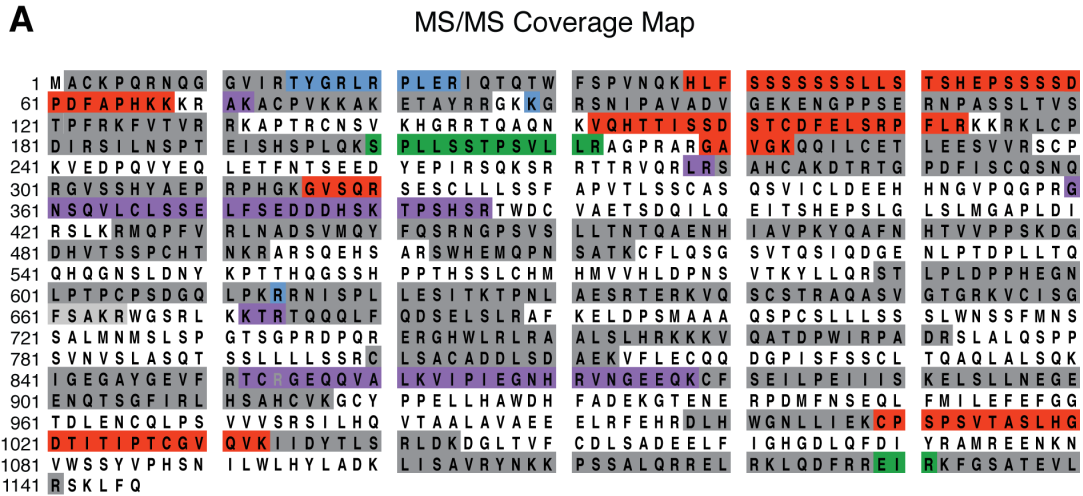 A
MS/MS Coverage Map
1 MACKPQRNQG GVIRTYGRLR PLERIQTQTW FSPVNQKHLF SSSSSSSLLS TSHEPSSSSD
61 PDFAPHKKKR AKACPVKKAK ETAYRRGKKG RSNIPAVADV GEKENGPPSE RNPASSLTVS
121 TPFRKFVTVR RKAPTRCNSV KHGRRTQAQN KVQHTTISSD STCDFELSRP FLRKKRKLCP
181 DIRSILNSPT EISHSPLQKS PLLSSTPSVL LRAGPRARGA VGKQQILCET LEESVVRSCP
241 KVEDPQVYEQ LETFNTSEED PEYIRSQKSR RTTRVQRLRS AHCAKDTRTG PDFISCQSNQ
301 RGVSSHYAEP RPHGKGVSQR SESCLLLSSF APVTLSSCAS QSVICLDEEH HNGVPQGPRG
361 NSQVLCLSSE LFSEDDDHSK TPSHSRTWDC VAETSDQILQ EITSHEPSLG LSLMGAPLDI
421 RSLKRMQPFV RLNADSVMQY FQSRNGPSVS LLTNTQAENH IAVPKYQAFN HTVVPPSKDG
481 DHVTSSPCHT NKRARSQEHS ARSWHEMQPN SATKCFLQSG SVTQSIQDGE NLPTDPLLTQ
541 QHQGNSLDNY KPTTHQGSSH PPTHSSLCHM HMVVHLDPNS VTKYLLQRST LPLDPPHEGN
601 LPTPCPSDGQ LPKRRNISPL LESITKTPNL AESRTERKVQ SCSTRAQASV GTGRKVCISG
661 FSAKRWGSRL KKTRTQQQLF QDSELSLRAF KELDPSMAAA QSPCSLLLSS SLWNSSFMNS
721 SALMNMSLSP GTSGPRDPQR ERGHWLRLRA ALSLHRKKKV QATDPWIRPA DRSLALQSPP
781 SVNVSLASQT SSLLLLSSRC LSACADDLSD AEKVFLECQQ DGPISFSSCL TQAQLALSQK
841 IGEGAYGEVF RTCRGEQQVA LKVIPIEGNH RVNGEEQKCF SEILPEIIIS KELSLLNEGE
901 ENQTSGFIRL HSAHCVKGCY PPELLHAWDH FADEKGTENE RPDMFNSEQL FMILEFEFGG
961 TDLENCQLPS VVVSRSILHQ VTAALAVAEE ELRFEHRDLH WGNLLIEKCP SPSVTASLHG
1021 DTITIPTCGV QVKIIDYTLS RLDKDGLTVF CDLSADEELF IGHGDLQFDI YRAMREENKN
1081 VWSSYVPHSN ILWLHYLADK LISAVRYNKK PSSALQRREL RKLQDFRREI RKFGSATEVL
1141 RSKLFQ